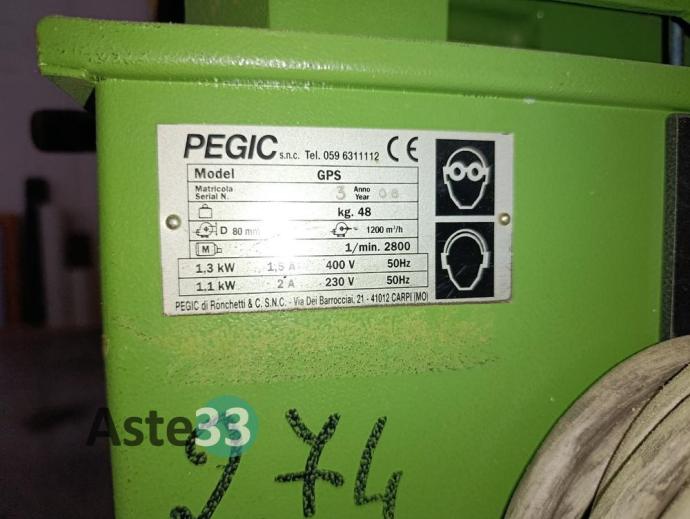 PEGIC s.n.c. Tel. 059 6311112 CE
Model GPS
Matricola Serial N. 3 Anno Year 08
kg. 48
D 80 mm 1200 m³/h
M 1/min. 2800
1,3 kW 1,5 A 400 V 50Hz
1,1 kW 2 A 230 V 50Hz
PEGIC di Ronchetti & C. S.N.C. - Via Dei Barrocciai, 21 - 41012 CARPI (MO)
Aste33
974